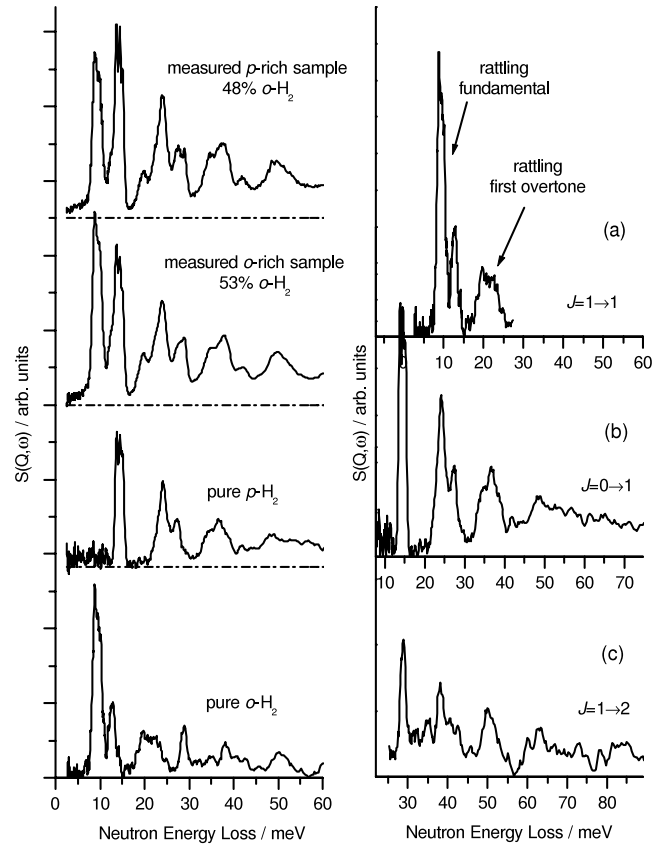 measured p-rich sample
48% o-H₂
measured o-rich sample
53% o-H₂
pure p-H₂
pure o-H₂
S(Q,ω) / arb. units
0 10 20 30 40 50 60
Neutron Energy Loss / meV
rattling
fundamental
rattling
first overtone
(a)
J=1→1
0 10 20 30 40 50 60
S(Q,ω) / arb. units
(b)
J=0→1
10 20 30 40 50 60 70
(c)
J=1→2
30 40 50 60 70 80
Neutron Energy Loss / meV